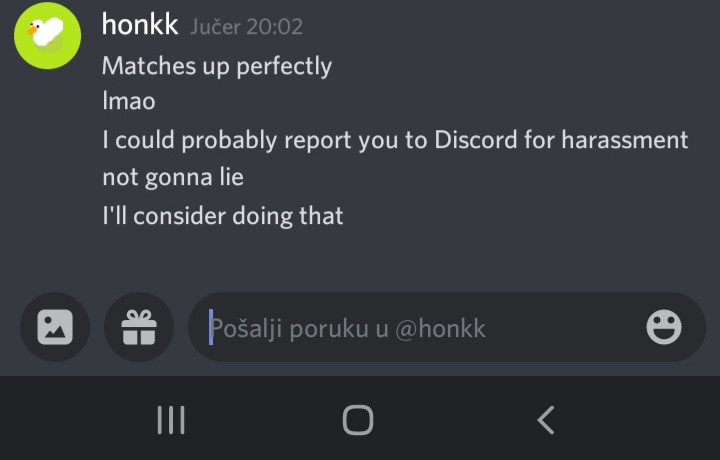 honkk Jučer 20:02
Matches up perfectly
lmao
I could probably report you to Discord for harassment
not gonna lie
I'll consider doing that
Pošalji poruku u @honkk